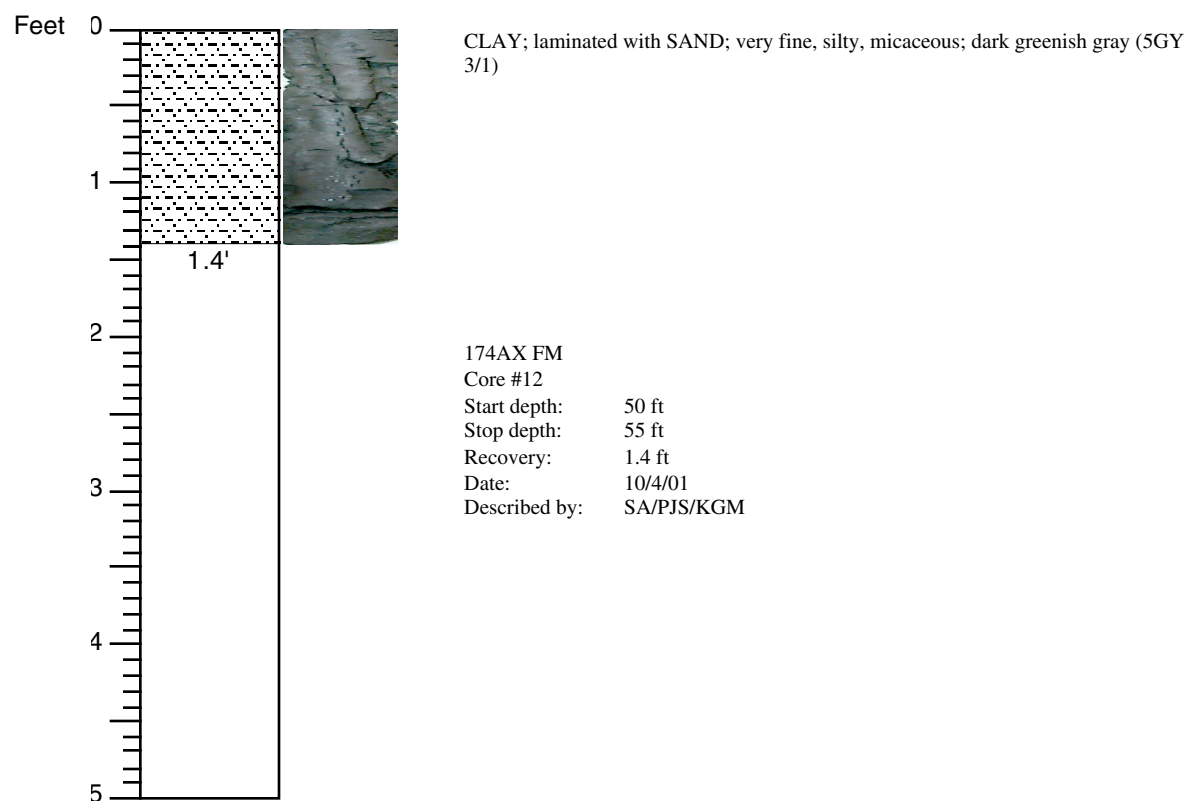 Feet
0
CLAY; laminated with SAND; very fine, silty, micaceous; dark greenish gray (5GY
3/1)
1
1.4'
2
174AX FM
Core #12
Start depth: 50 ft
Stop depth: 55 ft
3
Recovery: 1.4 ft
Date: 10/4/01
Described by: SA/PJS/KGM
4
5